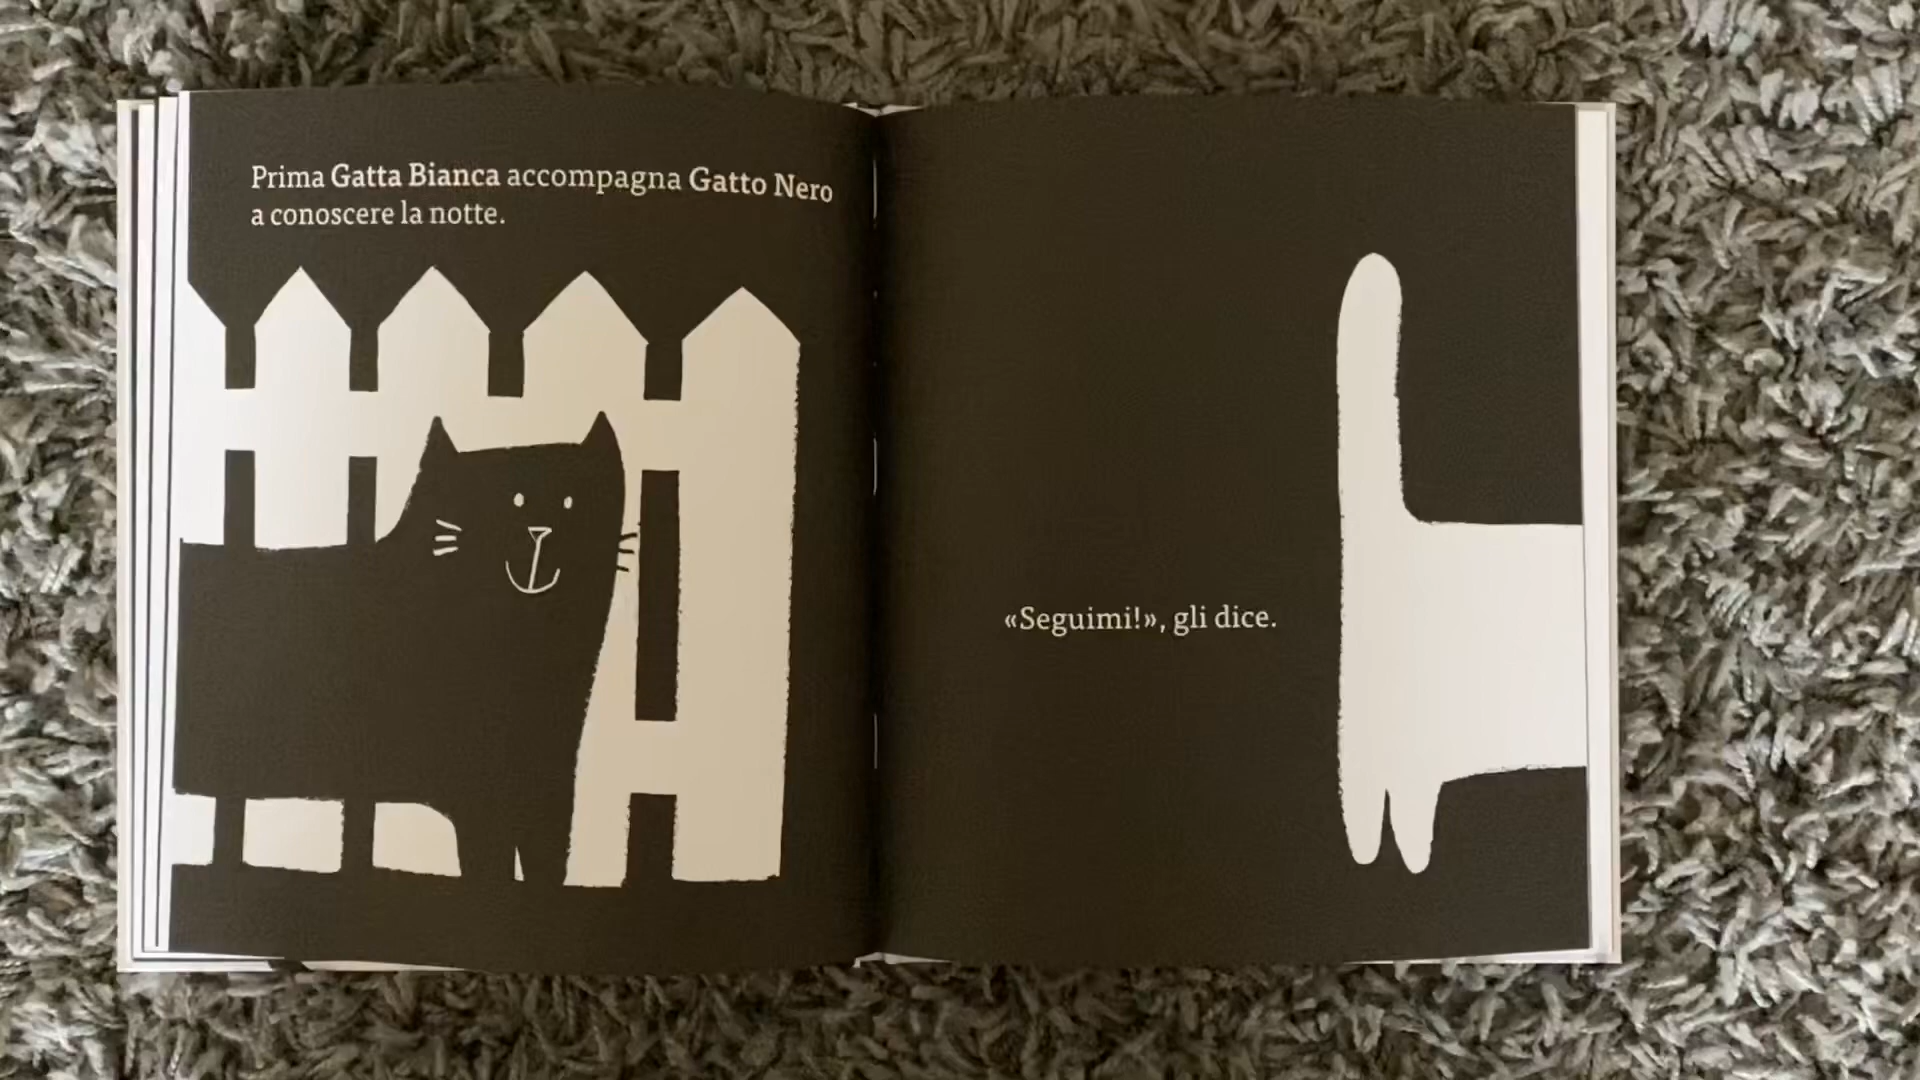 Prima Gatta Bianca accompagna Gatto Nero
a conoscere la notte.
«Seguimi!», gli dice.